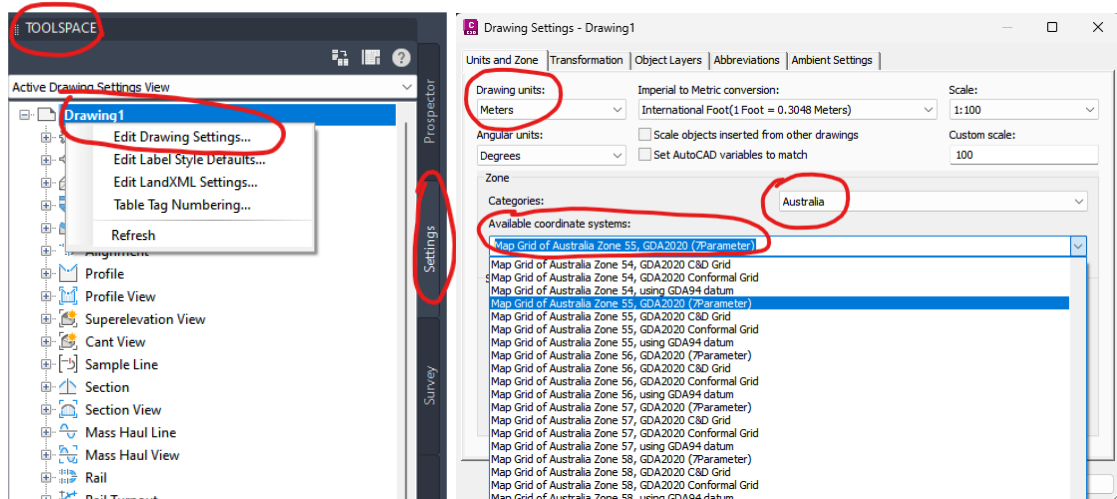 TOOLSPACE
Active Drawing Settings View
Drawing1
Edit Drawing Settings...
Edit Label Style Defaults...
Edit LandXML Settings...
Table Tag Numbering...
Refresh
Alignment
Profile
Profile View
Superelevation View
Cant View
Sample Line
Section
Section View
Mass Haul Line
Mass Haul View
Rail
Rail Turnout
Prospector
Settings
Survey
Drawing Settings - Drawing1
Units and Zone Transformation Object Layers Abbreviations Ambient Settings
Drawing units: Imperial to Metric conversion: Scale:
Meters International Foot(1 Foot = 0.3048 Meters) 1:100
Angular units: Scale objects inserted from other drawings Custom scale:
Degrees Set AutoCAD variables to match 100
Zone
Categories: Australia
Available coordinate systems:
Map Grid of Australia Zone 55, GDA2020 (7Parameter)
Map Grid of Australia Zone 54, GDA2020 C&D Grid
Map Grid of Australia Zone 54, GDA2020 Conformal Grid
Map Grid of Australia Zone 54, using GDA94 datum
Map Grid of Australia Zone 55, GDA2020 (7Parameter)
Map Grid of Australia Zone 55, GDA2020 C&D Grid
Map Grid of Australia Zone 55, GDA2020 Conformal Grid
Map Grid of Australia Zone 55, using GDA94 datum
Map Grid of Australia Zone 56, GDA2020 (7Parameter)
Map Grid of Australia Zone 56, GDA2020 C&D Grid
Map Grid of Australia Zone 56, GDA2020 Conformal Grid
Map Grid of Australia Zone 56, using GDA94 datum
Map Grid of Australia Zone 57, GDA2020 (7Parameter)
Map Grid of Australia Zone 57, GDA2020 C&D Grid
Map Grid of Australia Zone 57, GDA2020 Conformal Grid
Map Grid of Australia Zone 57, using GDA94 datum
Map Grid of Australia Zone 58, GDA2020 (7Parameter)
Map Grid of Australia Zone 58, GDA2020 C&D Grid
Map Grid of Australia Zone 58, GDA2020 Conformal Grid
Map Grid of Australia Zone 58, using GDA94 datum